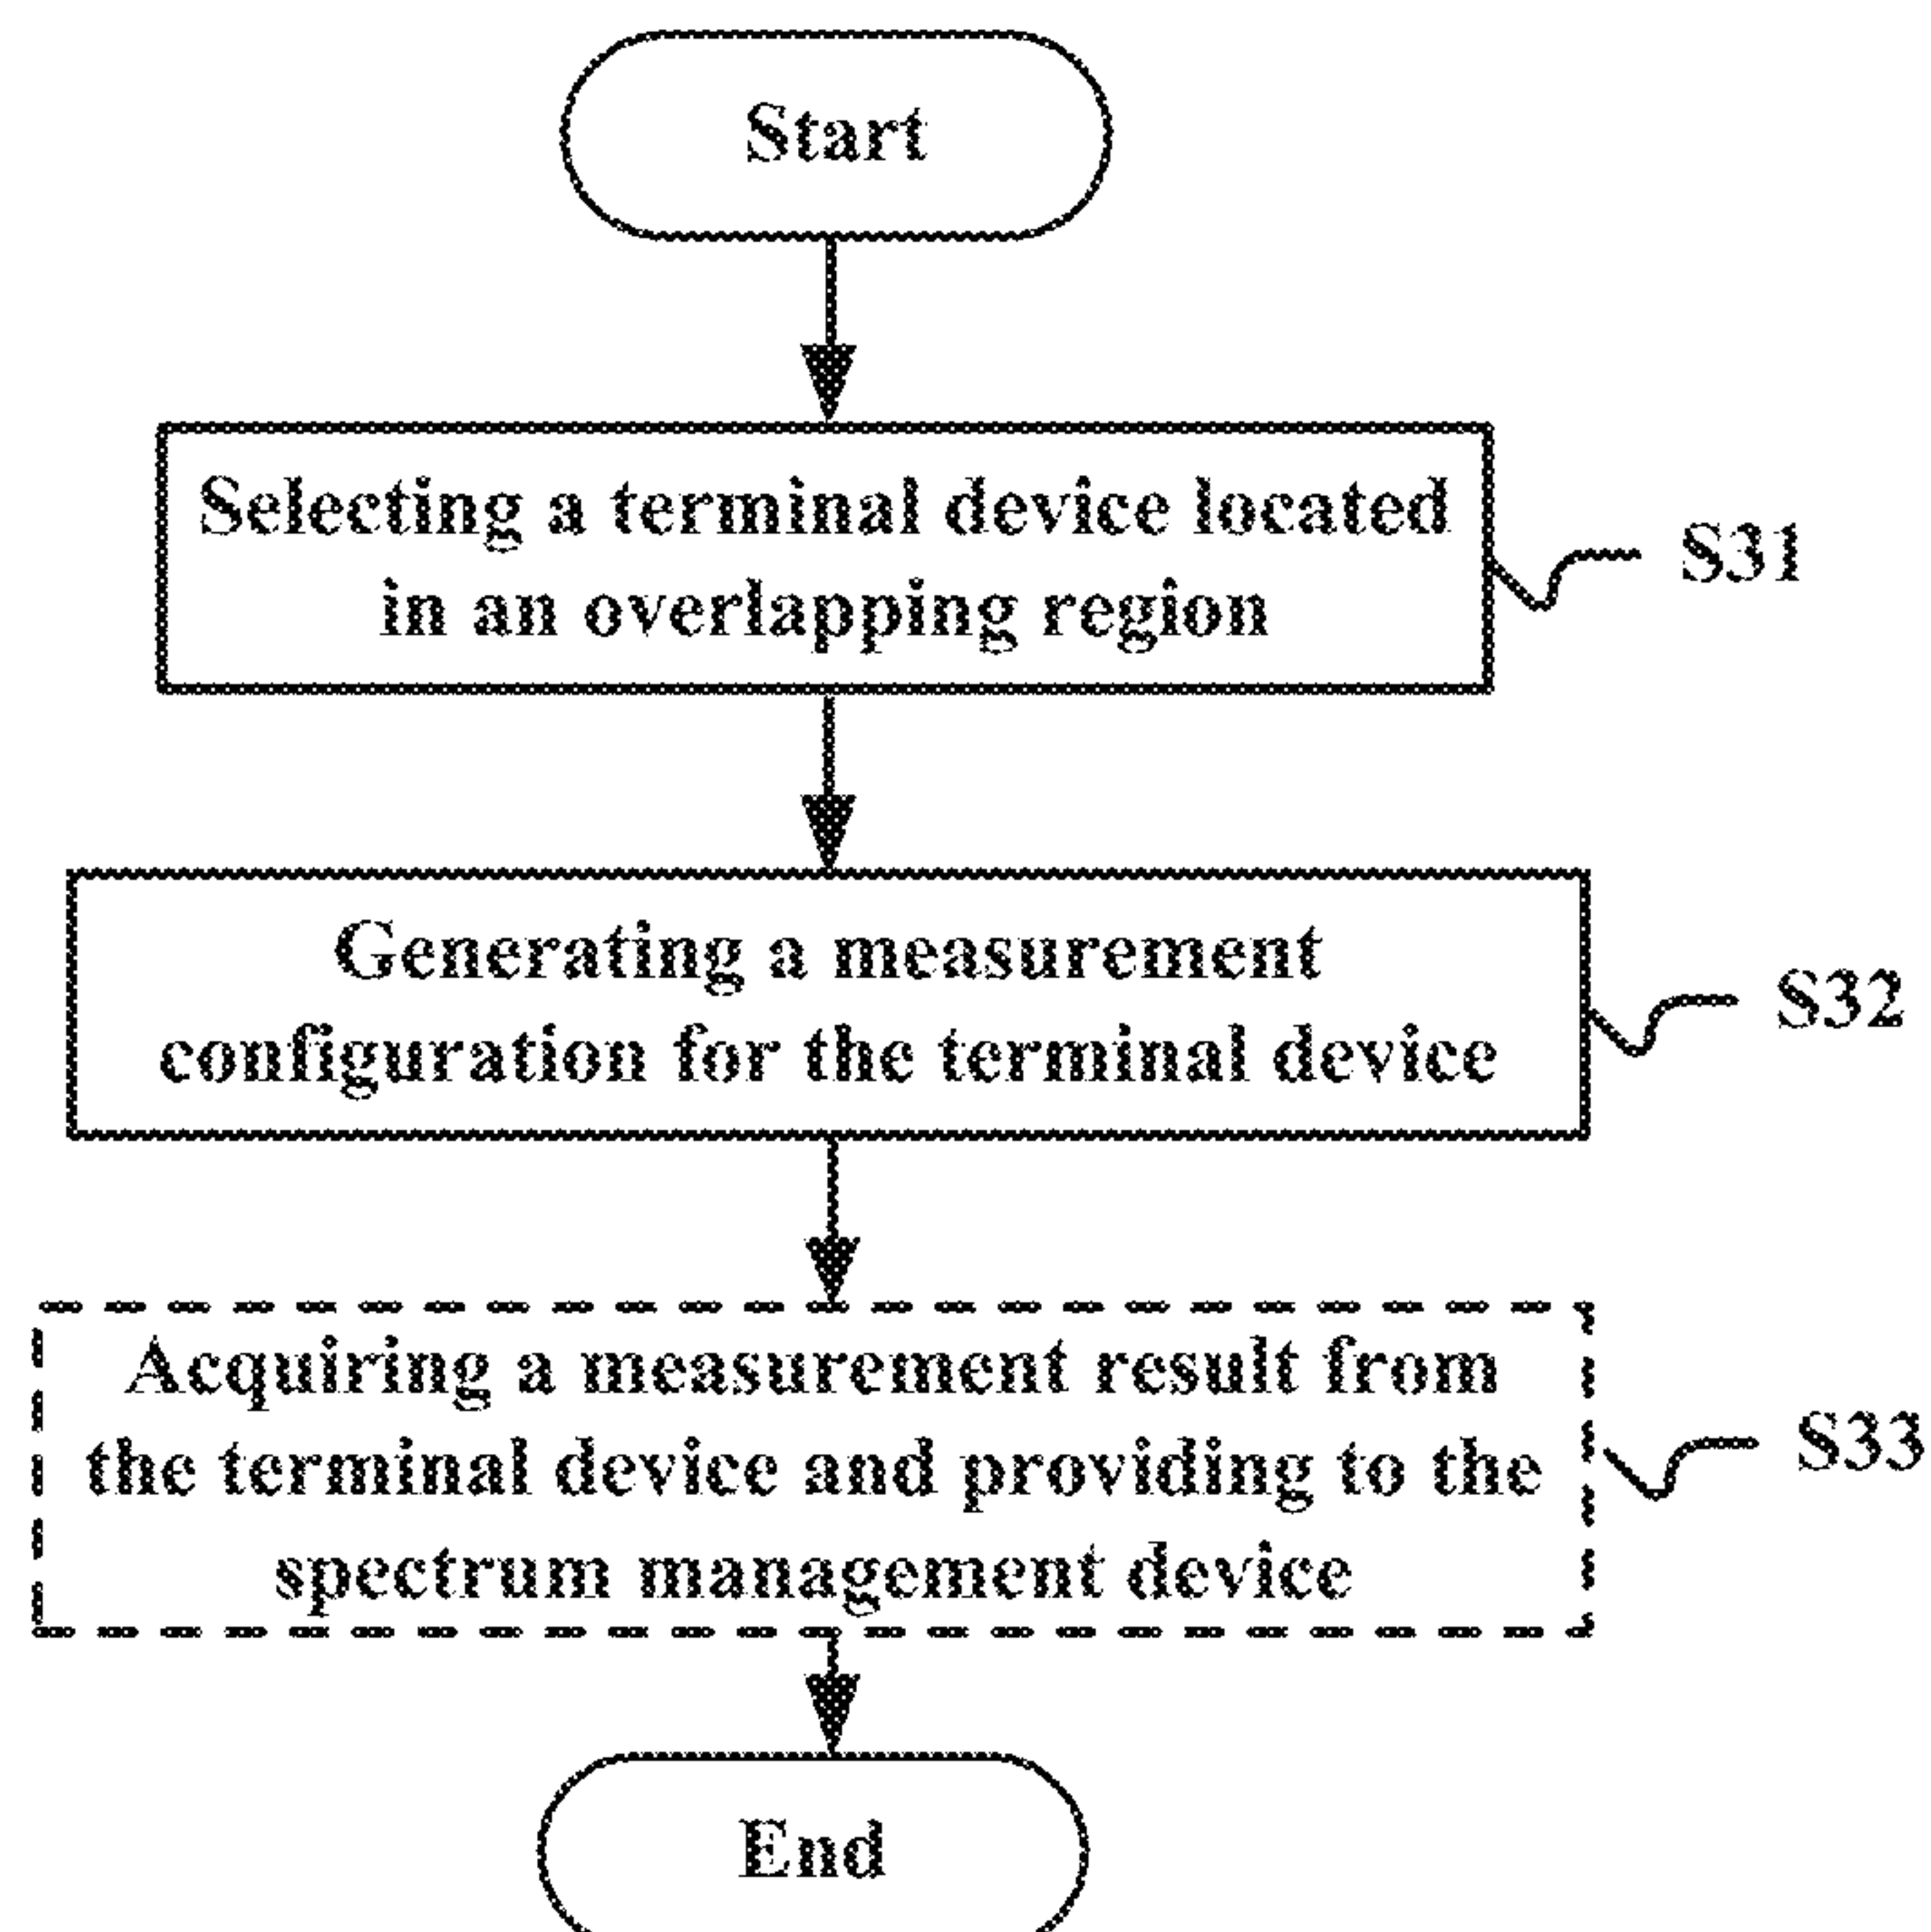 Start
Selecting a terminal device located
in an overlapping region
S31
Generating a measurement
configuration for the terminal device
S32
Acquiring a measurement result from
the terminal device and providing to the
spectrum management device
S33
End